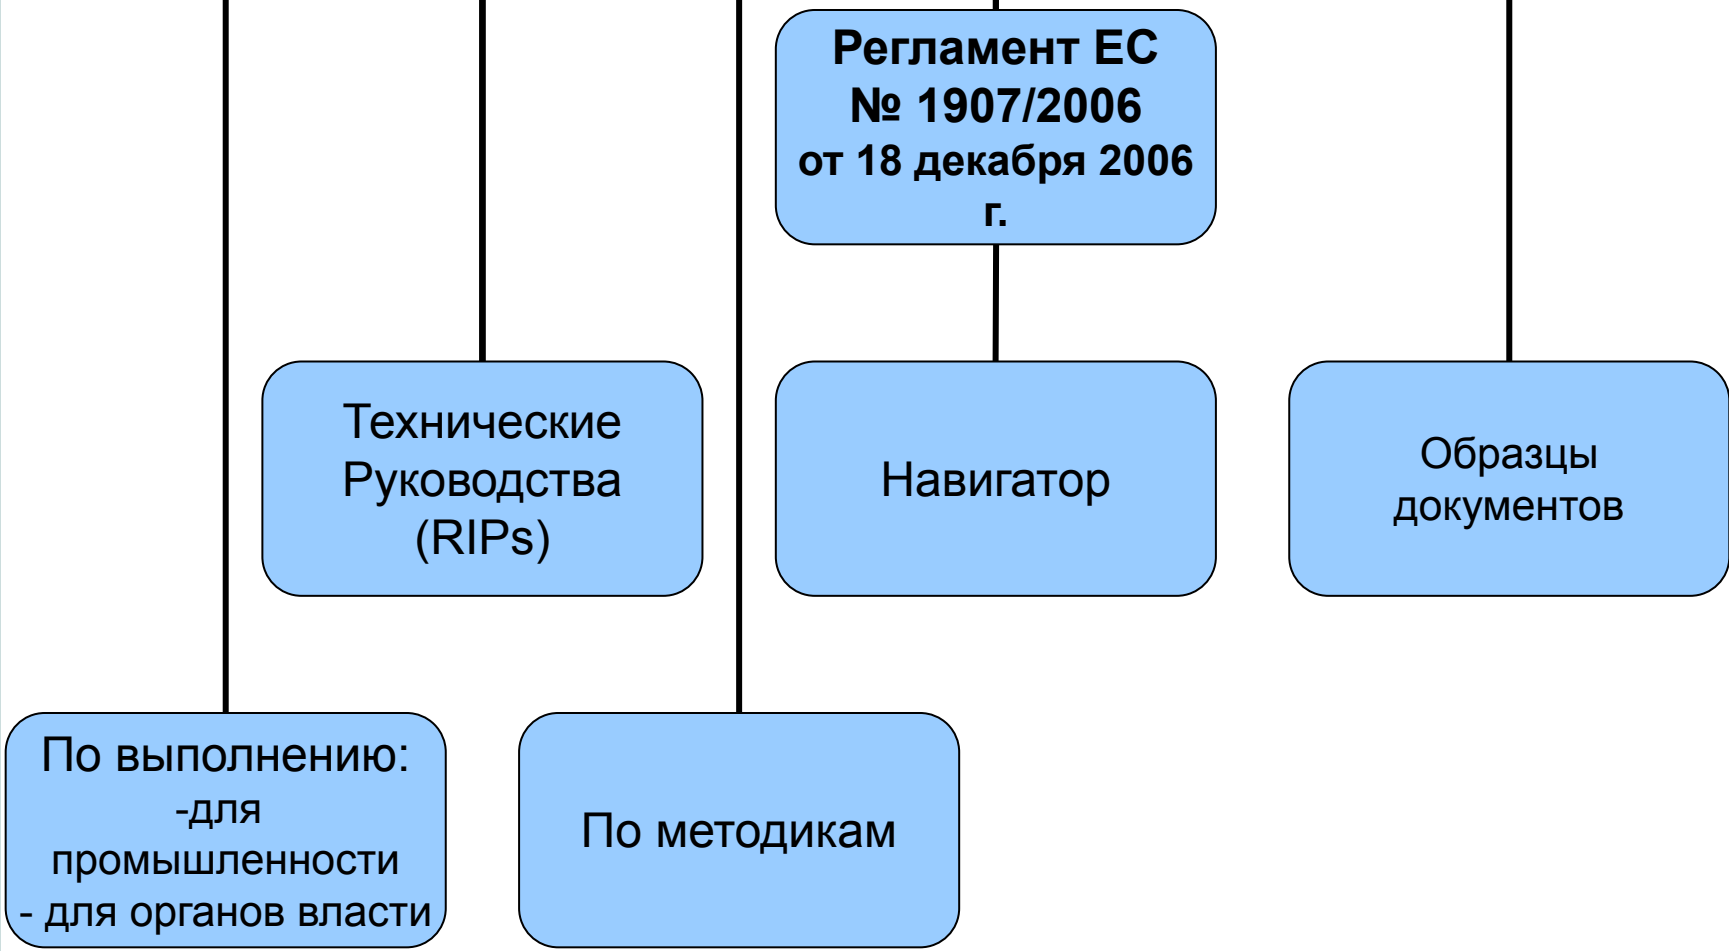 Регламент ЕС
№ 1907/2006
от 18 декабря 2006
г.
Технические
Руководства
(RIPs)
Навигатор
Образцы
документов
По выполнению:
-для
промышленности
- для органов власти
По методикам